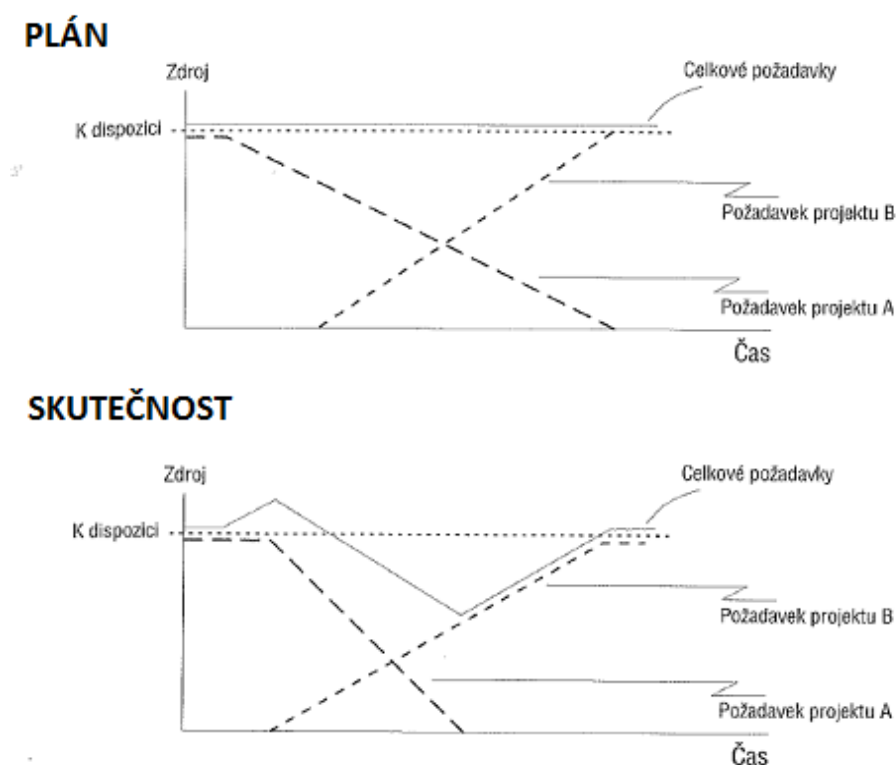 PLÁN
Zdroj
Celkové požadavky
K dispozici
Požadavek projektu B
Požadavek projektu A
Čas
SKUTEČNOST
Zdroj
Celkové požadavky
K dispozici
Požadavek projektu B
Požadavek projektu A
Čas